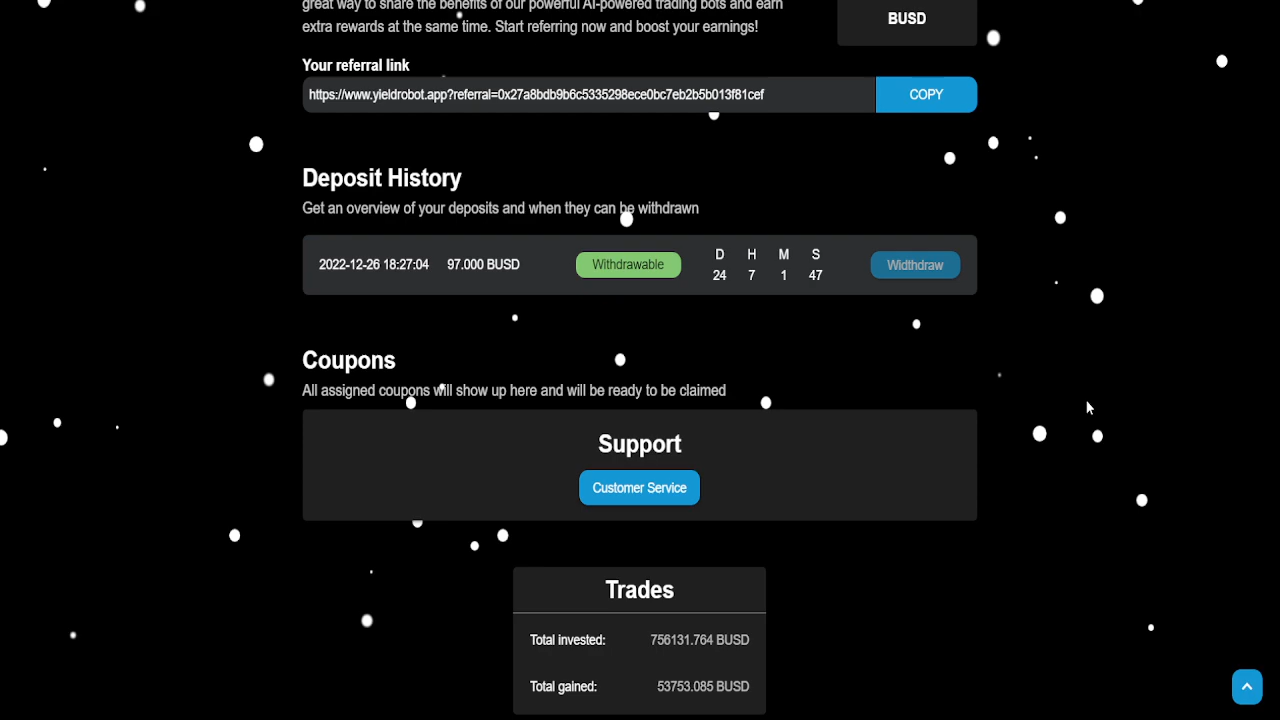 great way to share the benefits of our powerful AI-powered trading bots and earn
extra rewards at the same time. Start referring now and boost your earnings!
BUSD
Your referral link
https://www.yieldrobot.app?referral=0x27a8bdb9b6c5335298ece0bc7eb2b5b013f81cef
COPY
Deposit History
Get an overview of your deposits and when they can be withdrawn
2022-12-26 18:27:04 97.000 BUSD Withdrawable
D H M S
24 7 1 47
Widthdraw
Coupons
All assigned coupons will show up here and will be ready to be claimed
Support
Customer Service
Trades
Total invested: 756131.764 BUSD
Total gained: 53753.085 BUSD